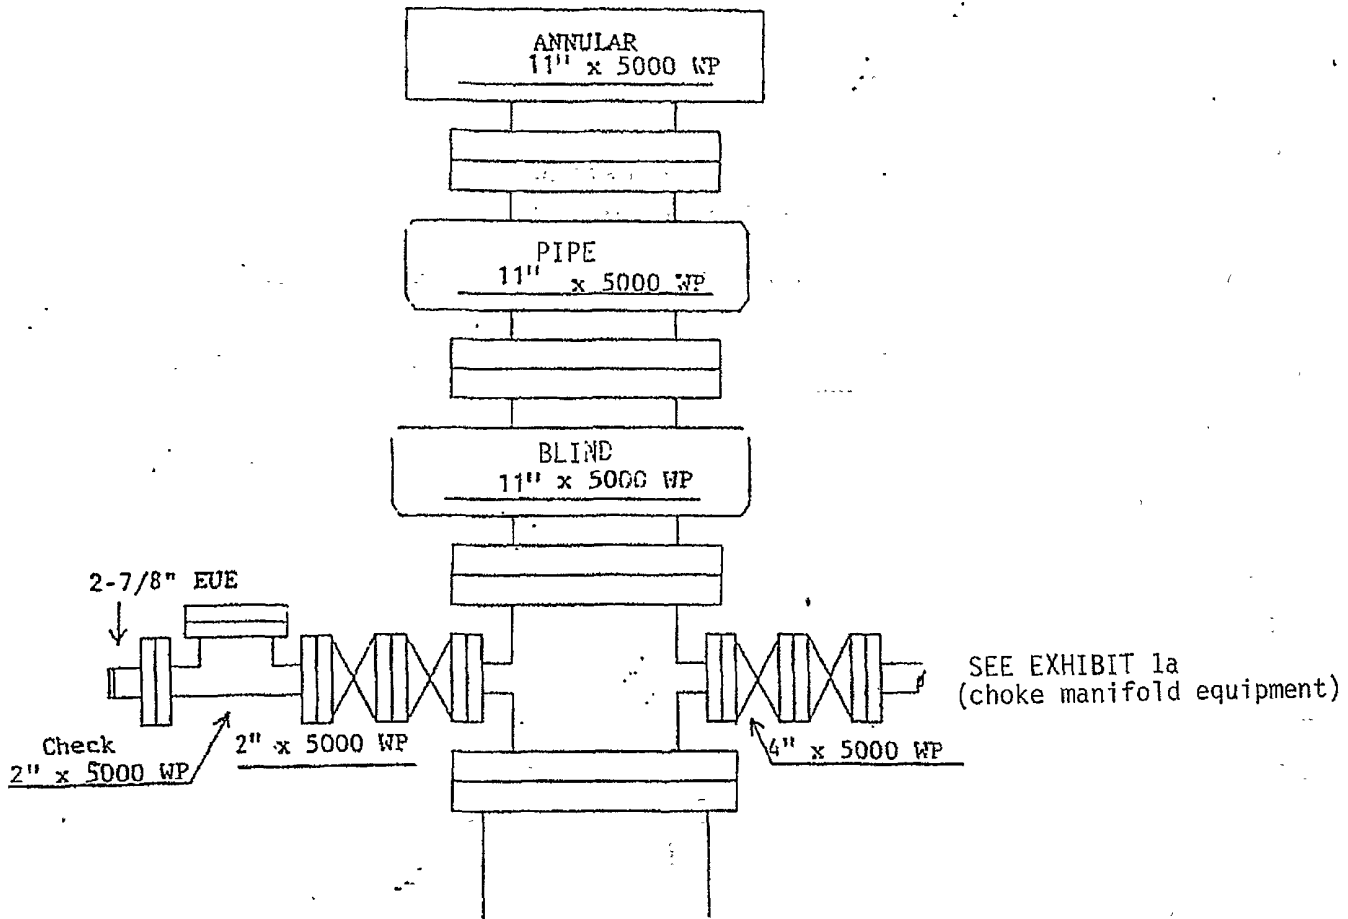 ANNULAR
11" x 5000 WP
PIPE
11" x 5000 WP
BLIND
11" x 5000 WP
2-7/8" EUE
SEE EXHIBIT 1a
(choke manifold equipment)
Check
2" x 5000 WP
2" x 5000 WP
4" x 5000 WP